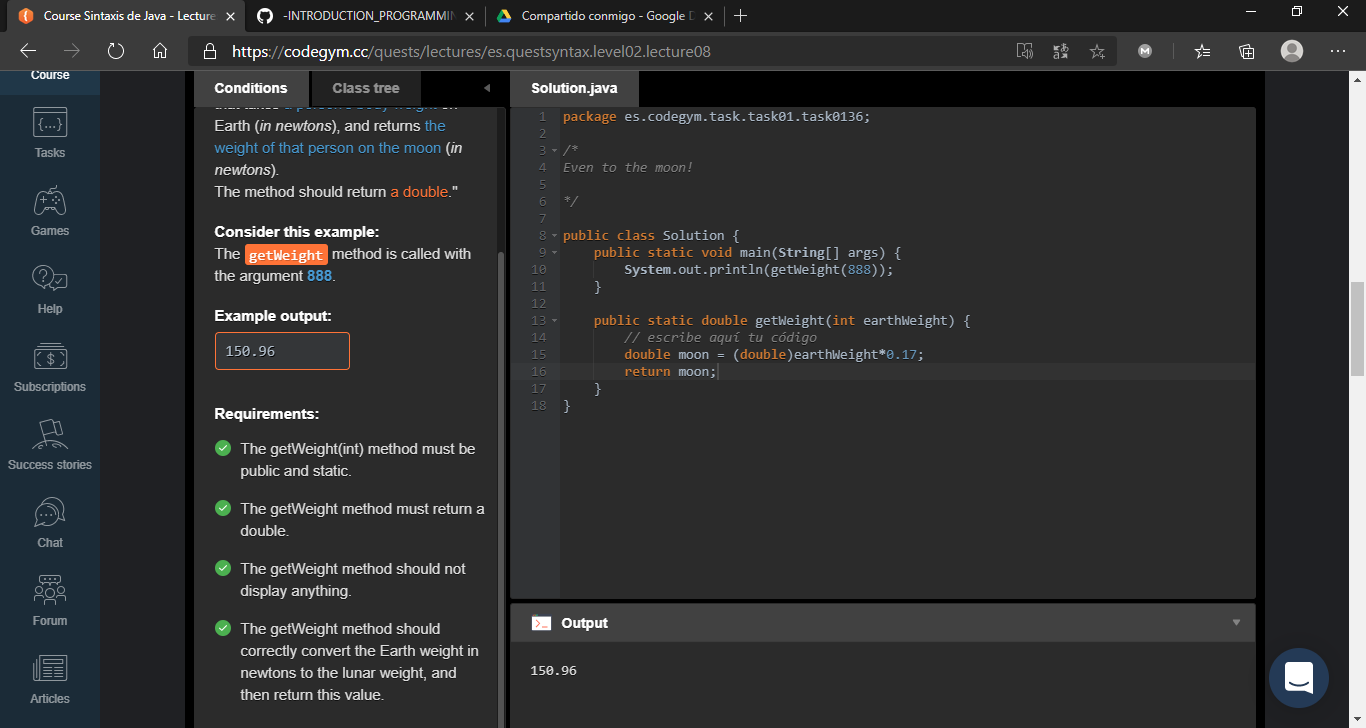 Course Sintaxis de Java - Lecture
-INTRODUCTION_PROGRAMMIN
Compartido conmigo - Google D
https://codegym.cc/quests/lectures/es.questsyntax.level02.lecture08
M
Course
Tasks
Games
Help
Subscriptions
Success stories
Chat
Forum
Articles
Conditions
Class tree
Earth (in newtons), and returns the
weight of that person on the moon (in
newtons).
The method should return a double."
Consider this example:
The getWeight method is called with
the argument 888.
Example output:
150.96
Requirements:
The getWeight(int) method must be
public and static.
The getWeight method must return a
double.
The getWeight method should not
display anything.
The getWeight method should
correctly convert the Earth weight in
newtons to the lunar weight, and
then return this value.
Solution.java
1 package es.codegym.task.task01.task0136;
2
3 /*
4 Even to the moon!
5
6 */
7
8 public class Solution {
9 public static void main(String[] args) {
10 System.out.println(getWeight(888));
11 }
12
13 public static double getWeight(int earthWeight) {
14 // escribe aquí tu código
15 double moon = (double)earthWeight*0.17;
16 return moon;
17 }
18 }
Output
150.96